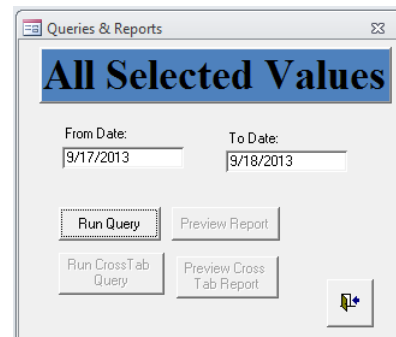 Queries & Reports
All Selected Values
From Date:
To Date:
9/17/2013
9/18/2013
Run Query
Preview Report
Run CrossTab
Query
Preview Cross
Tab Report